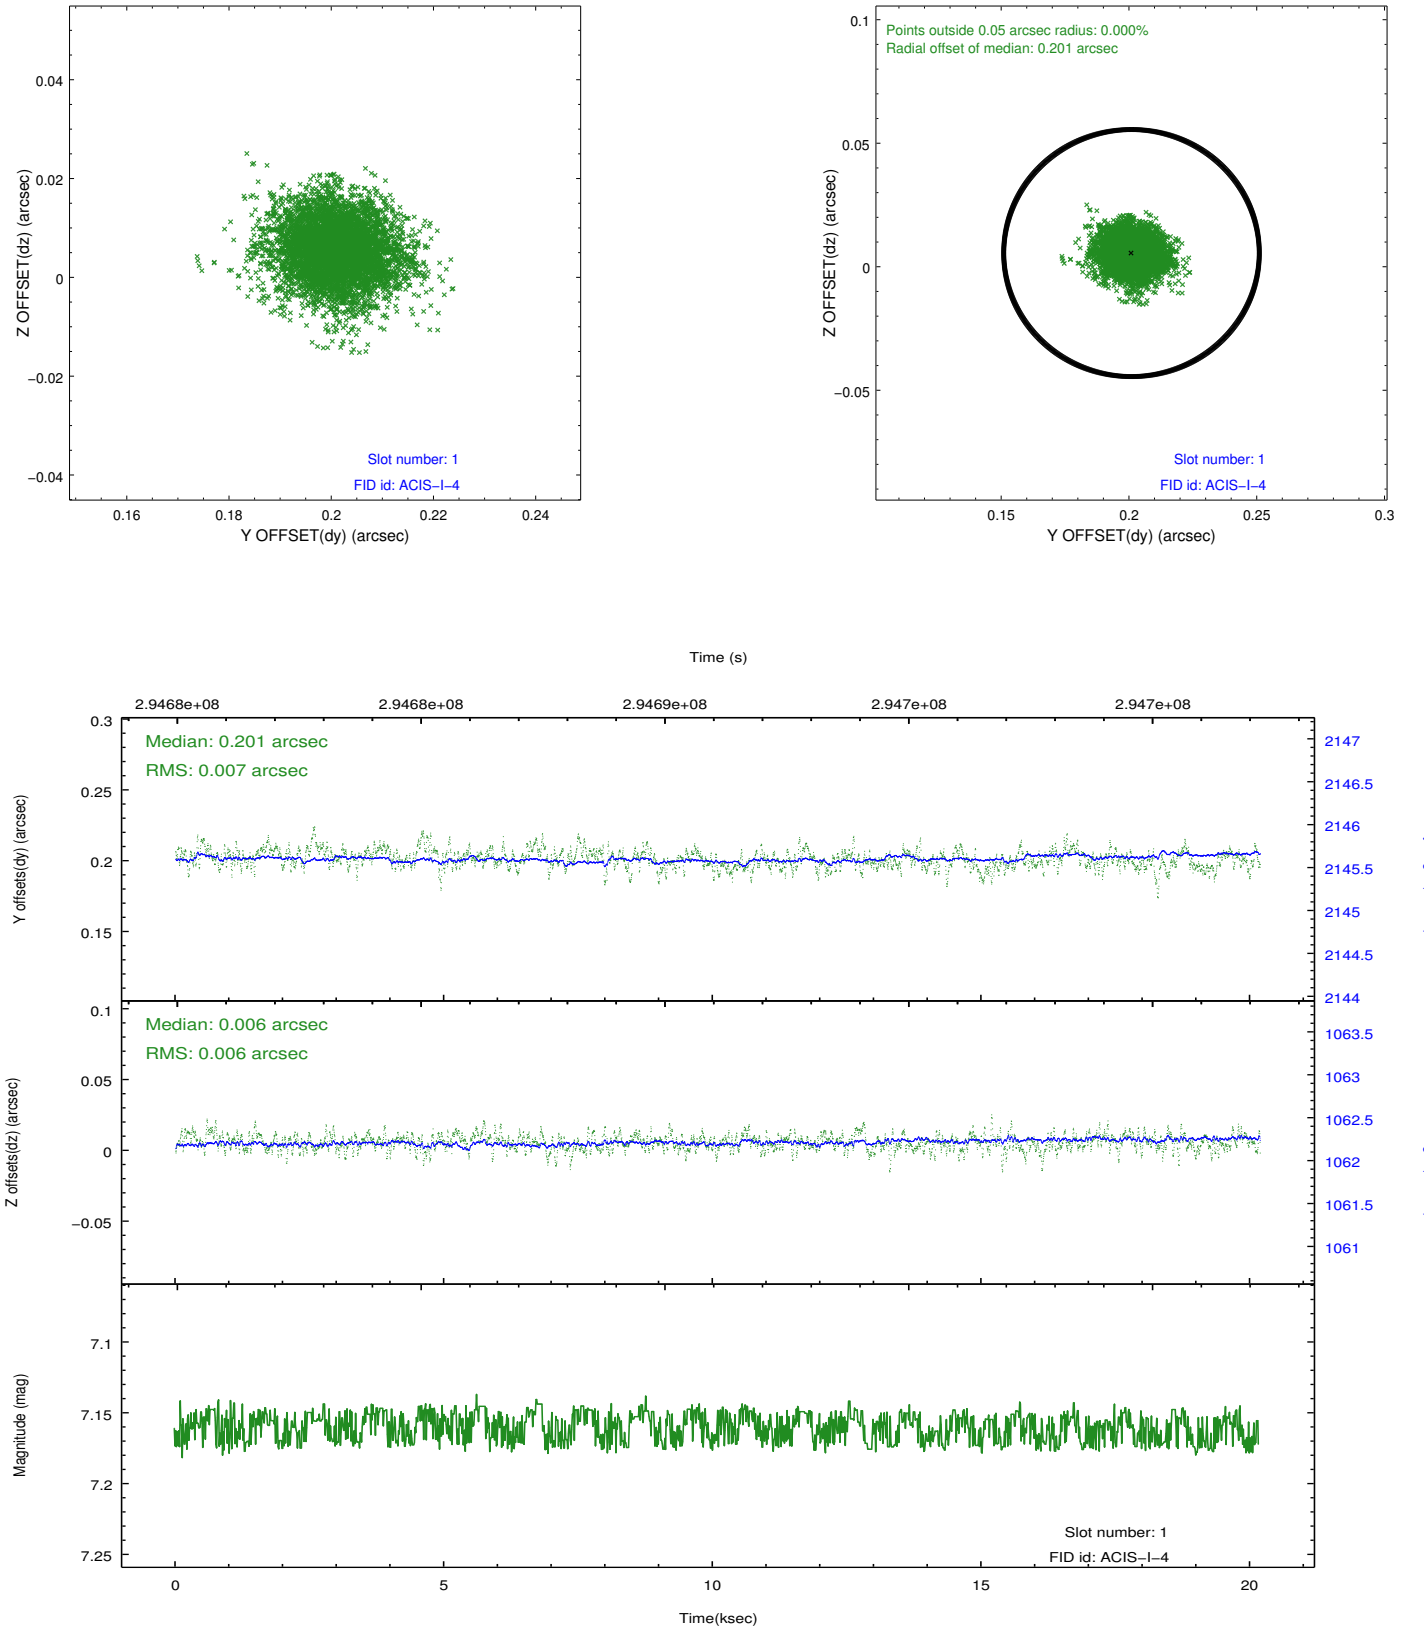 0.04
0.02
0
−0.02
−0.04
Z OFFSET(dz) (arcsec)
Slot number: 1
FID id: ACIS−I−4
0.16 0.18 0.2 0.22 0.24
Y OFFSET(dy) (arcsec)
Points outside 0.05 arcsec radius: 0.000%
Radial offset of median: 0.201 arcsec
0.1
0.05
0
−0.05
Z OFFSET(dz) (arcsec)
Slot number: 1
FID id: ACIS−I−4
0.15 0.2 0.25 0.3
Y OFFSET(dy) (arcsec)
Time (s)
2.9468e+08 2.9468e+08 2.9469e+08 2.947e+08 2.947e+08
Median: 0.201 arcsec
RMS: 0.007 arcsec
0.3
0.25
0.2
0.15
Y offsets(dy) (arcsec)
2147
2146.5
2146
2145.5
2145
2144.5
2144
Median: 0.006 arcsec
RMS: 0.006 arcsec
0.1
0.05
0
−0.05
Z offsets(dz) (arcsec)
1063.5
1063
1062.5
1062
1061.5
1061
7.1
7.15
7.2
7.25
Magnitude (mag)
Slot number: 1
FID id: ACIS−I−4
0 5 10 15 20
Time(ksec)